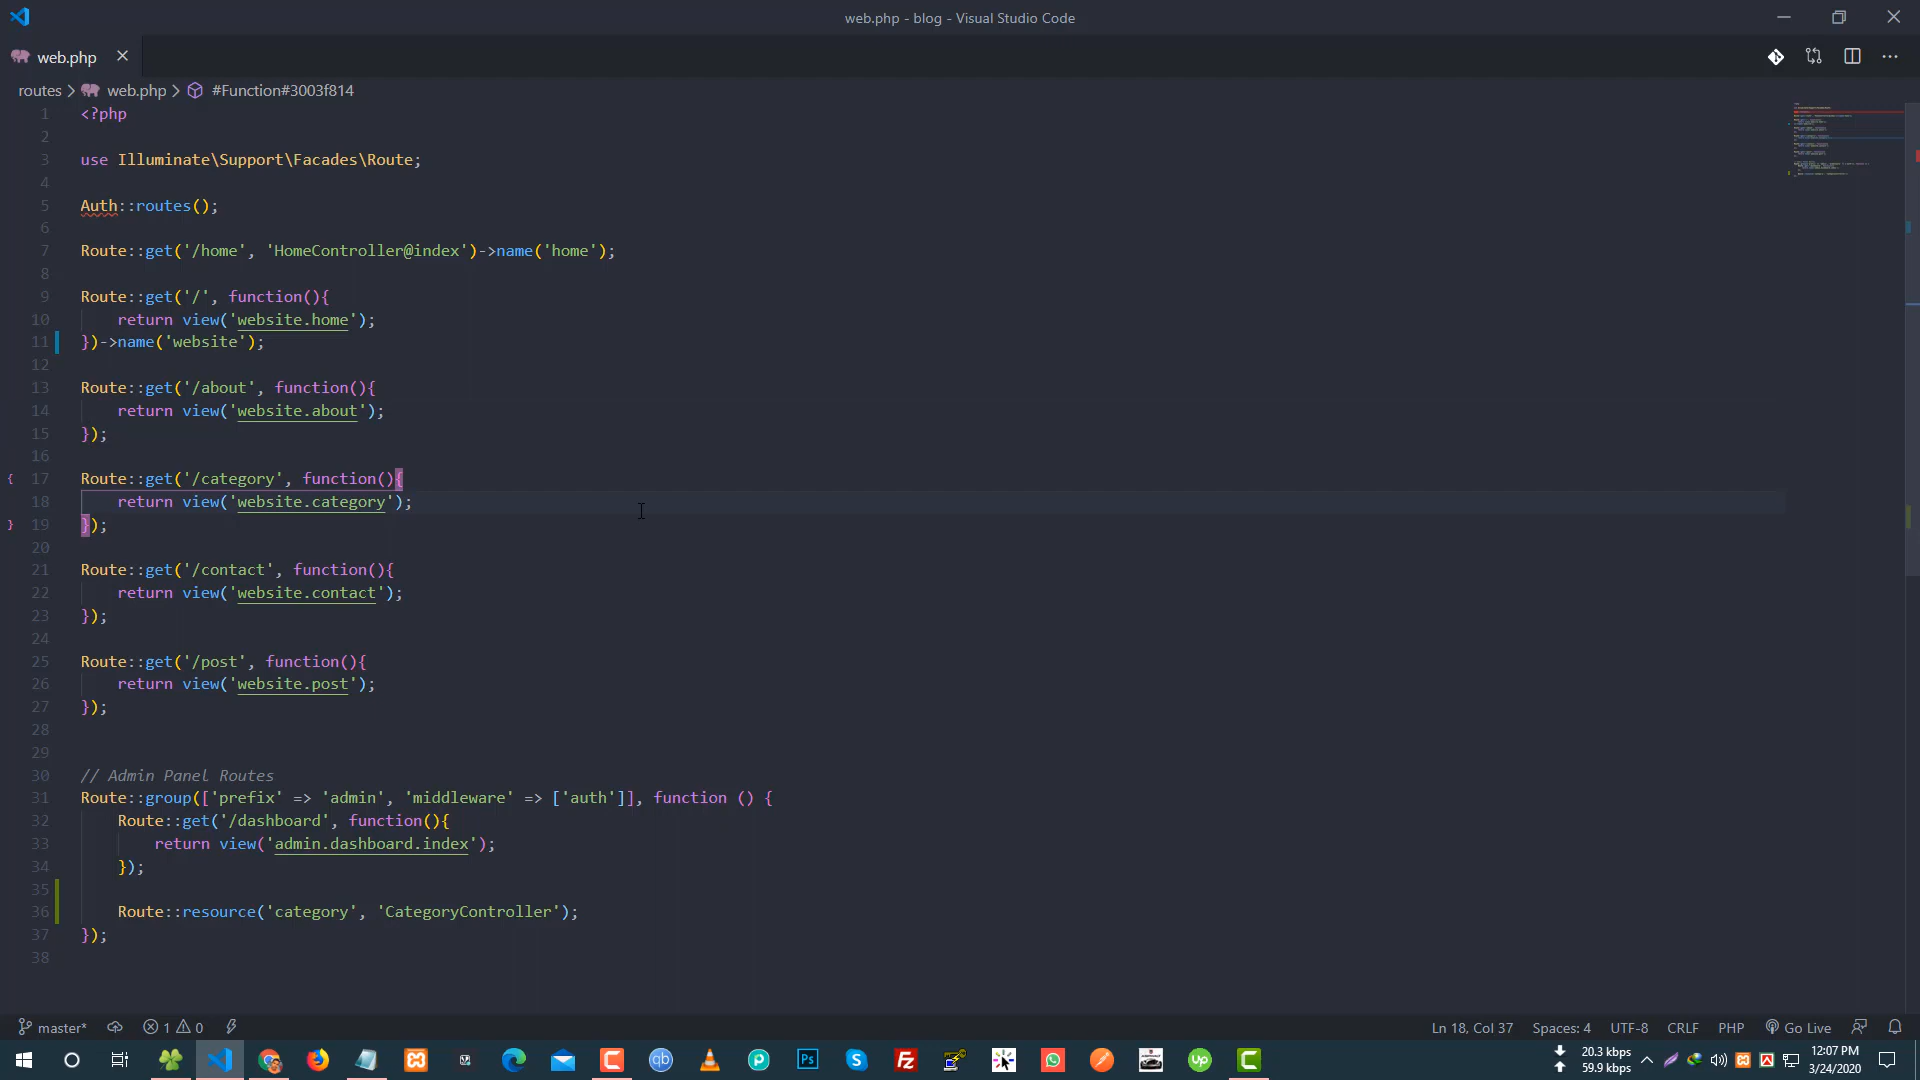 web.php - blog - Visual Studio Code
web.php
routes > web.php > #Function#3003f814
1 <?php
2
3 use Illuminate\Support\Facades\Route;
4
5 Auth::routes();
6
7 Route::get('/home', 'HomeController@index')->name('home');
8
9 Route::get('/', function(){
10     return view('website.home');
11 })->name('website');
12
13 Route::get('/about', function(){
14     return view('website.about');
15 });
16
17 Route::get('/category', function(){
18     return view('website.category');
19 });
20
21 Route::get('/contact', function(){
22     return view('website.contact');
23 });
24
25 Route::get('/post', function(){
26     return view('website.post');
27 });
28
29
30 // Admin Panel Routes
31 Route::group(['prefix' => 'admin', 'middleware' => ['auth']], function () {
32     Route::get('/dashboard', function(){
33         return view('admin.dashboard.index');
34     });
35
36     Route::resource('category', 'CategoryController');
37 });
38
master* 1 0 Ln 18, Col 37 Spaces: 4 UTF-8 CRLF PHP Go Live
20.3 kbps 12:07 PM
59.9 kbps 3/24/2020